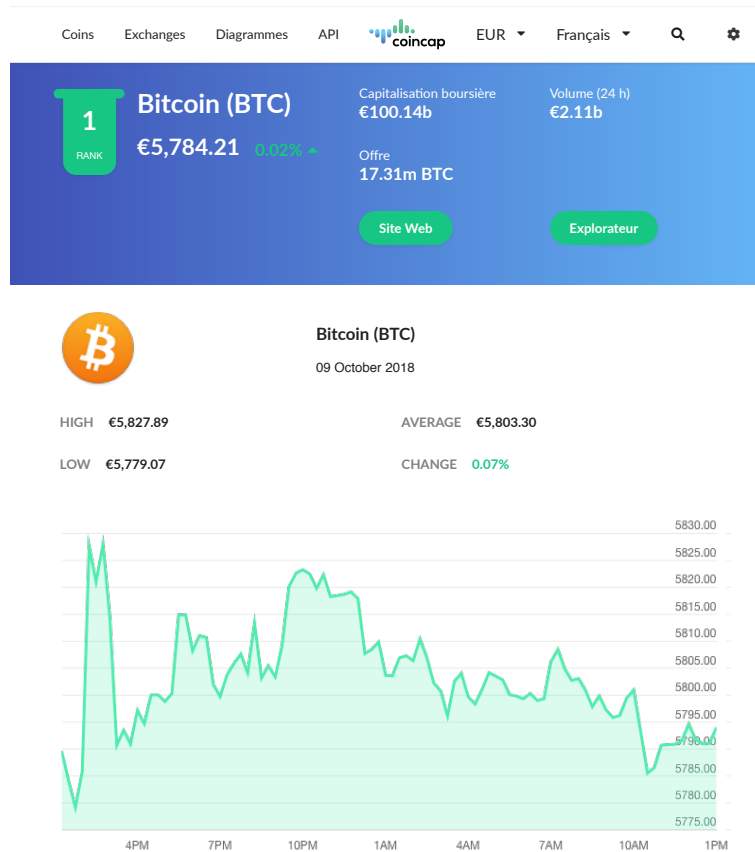 Coins Exchanges Diagrammes API coincap EUR Français
1
RANK
Bitcoin (BTC)
€5,784.21 0.02%
Capitalisation boursière
€100.14b
Volume (24 h)
€2.11b
Offre
17.31m BTC
Site Web
Explorateur
Bitcoin (BTC)
09 October 2018
HIGH €5,827.89
AVERAGE €5,803.30
LOW €5,779.07
CHANGE 0.07%
5830.00
5825.00
5820.00
5815.00
5810.00
5805.00
5800.00
5795.00
5790.00
5785.00
5780.00
5775.00
4PM 7PM 10PM 1AM 4AM 7AM 10AM 1PM